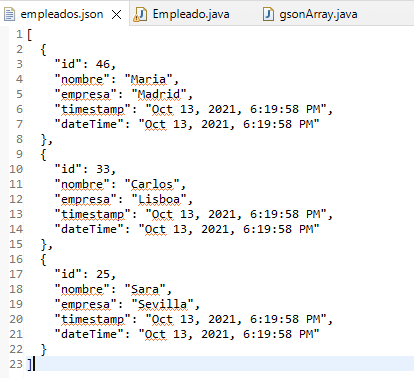 empleados.json Empleado.java gsonArray.java
1 [
2 {
3 "id": 46,
4 "nombre": "Maria",
5 "empresa": "Madrid",
6 "timestamp": "Oct 13, 2021, 6:19:58 PM",
7 "dateTime": "Oct 13, 2021, 6:19:58 PM"
8 },
9 {
10 "id": 33,
11 "nombre": "Carlos",
12 "empresa": "Lisboa",
13 "timestamp": "Oct 13, 2021, 6:19:58 PM",
14 "dateTime": "Oct 13, 2021, 6:19:58 PM"
15 },
16 {
17 "id": 25,
18 "nombre": "Sara",
19 "empresa": "Sevilla",
20 "timestamp": "Oct 13, 2021, 6:19:58 PM",
21 "dateTime": "Oct 13, 2021, 6:19:58 PM"
22 }
23 ]